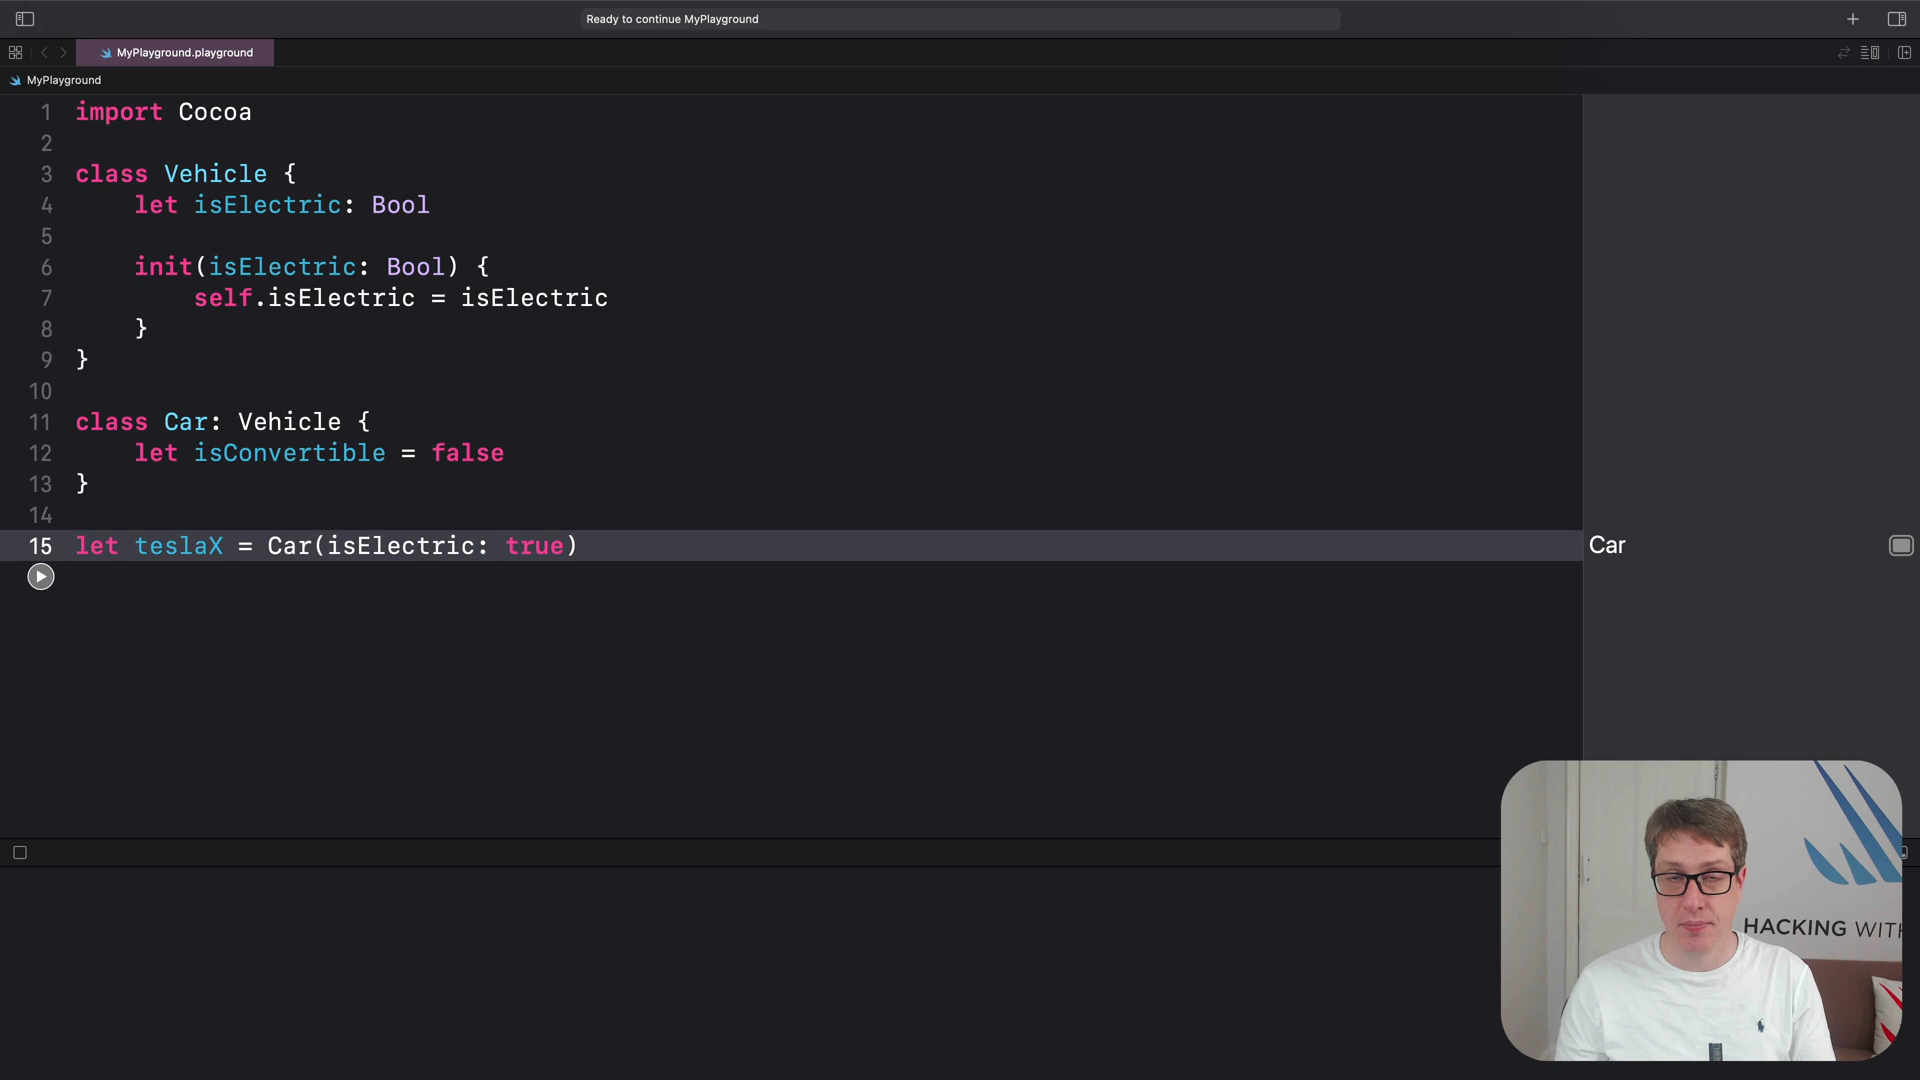 Ready to continue MyPlayground
MyPlayground.playground
MyPlayground
1 import Cocoa
2
3 class Vehicle {
4     let isElectric: Bool
5
6     init(isElectric: Bool) {
7         self.isElectric = isElectric
8     }
9 }
10
11 class Car: Vehicle {
12     let isConvertible = false
13 }
14
15 let teslaX = Car(isElectric: true)
Car
HACKING WITH